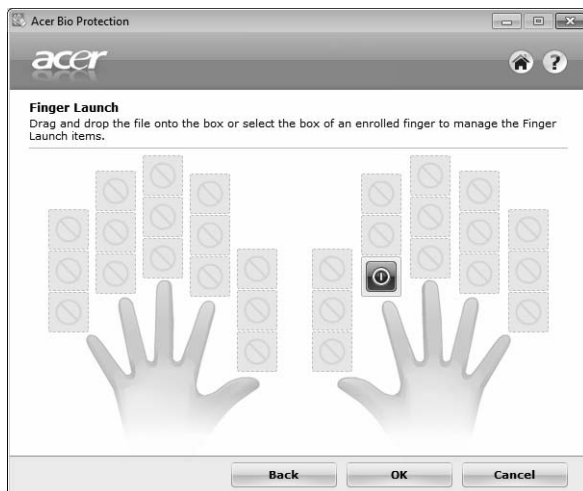 Acer Bio Protection
acer
?
Finger Launch
Drag and drop the file onto the box or select the box of an enrolled finger to manage the Finger
Launch items.
Back OK Cancel